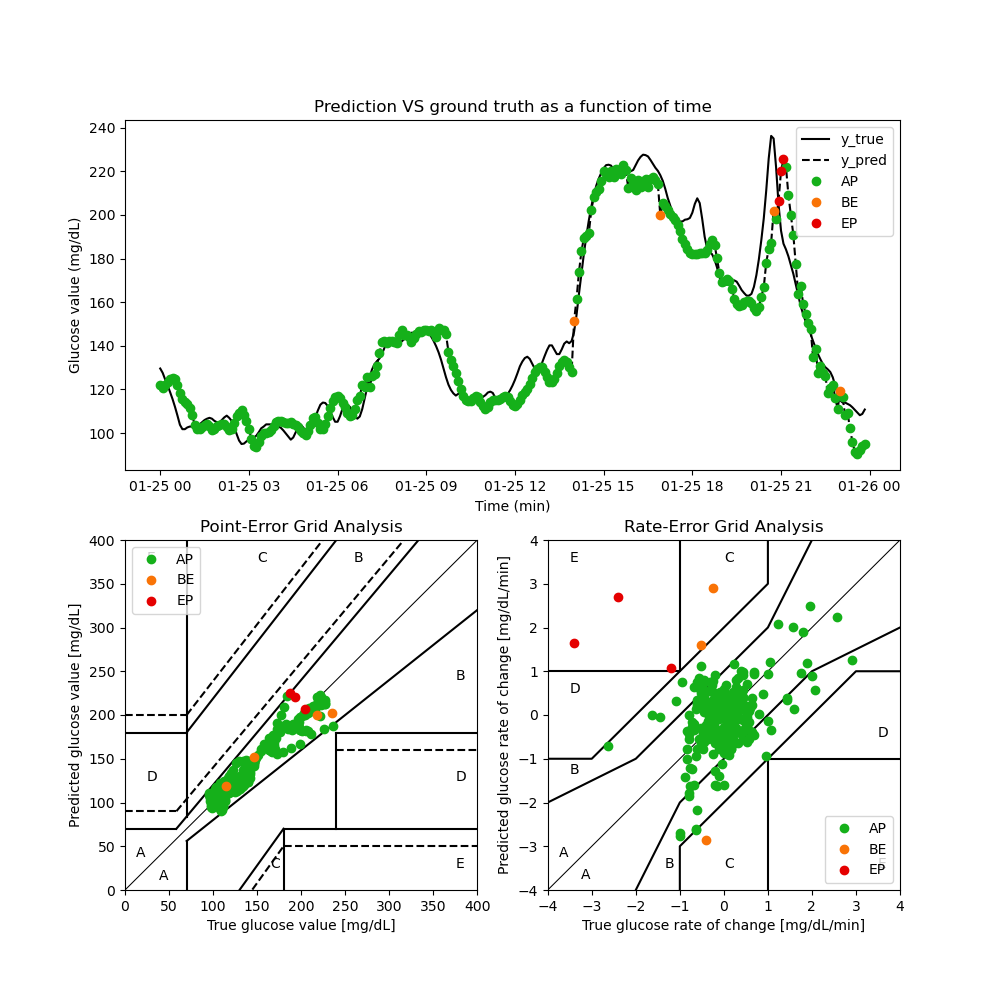 Prediction VS ground truth as a function of time
Glucose value (mg/dL)
240
220
200
180
160
140
120
100
y_true
y_pred
AP
BE
EP
01-25 00
01-25 03
01-25 06
01-25 09
01-25 12
01-25 15
01-25 18
01-25 21
01-26 00
Time (min)
Point-Error Grid Analysis
Predicted glucose value [mg/dL]
400
350
300
250
200
150
100
50
0
AP
BE
EP
C
B
B
D
D
A
A
C
E
0
50
100
150
200
250
300
350
400
True glucose value [mg/dL]
Rate-Error Grid Analysis
Predicted glucose rate of change [mg/dL/min]
4
3
2
1
0
−1
−2
−3
−4
E
C
D
D
B
A
A
B
C
E
AP
BE
EP
−4
−3
−2
−1
0
1
2
3
4
True glucose rate of change [mg/dL/min]